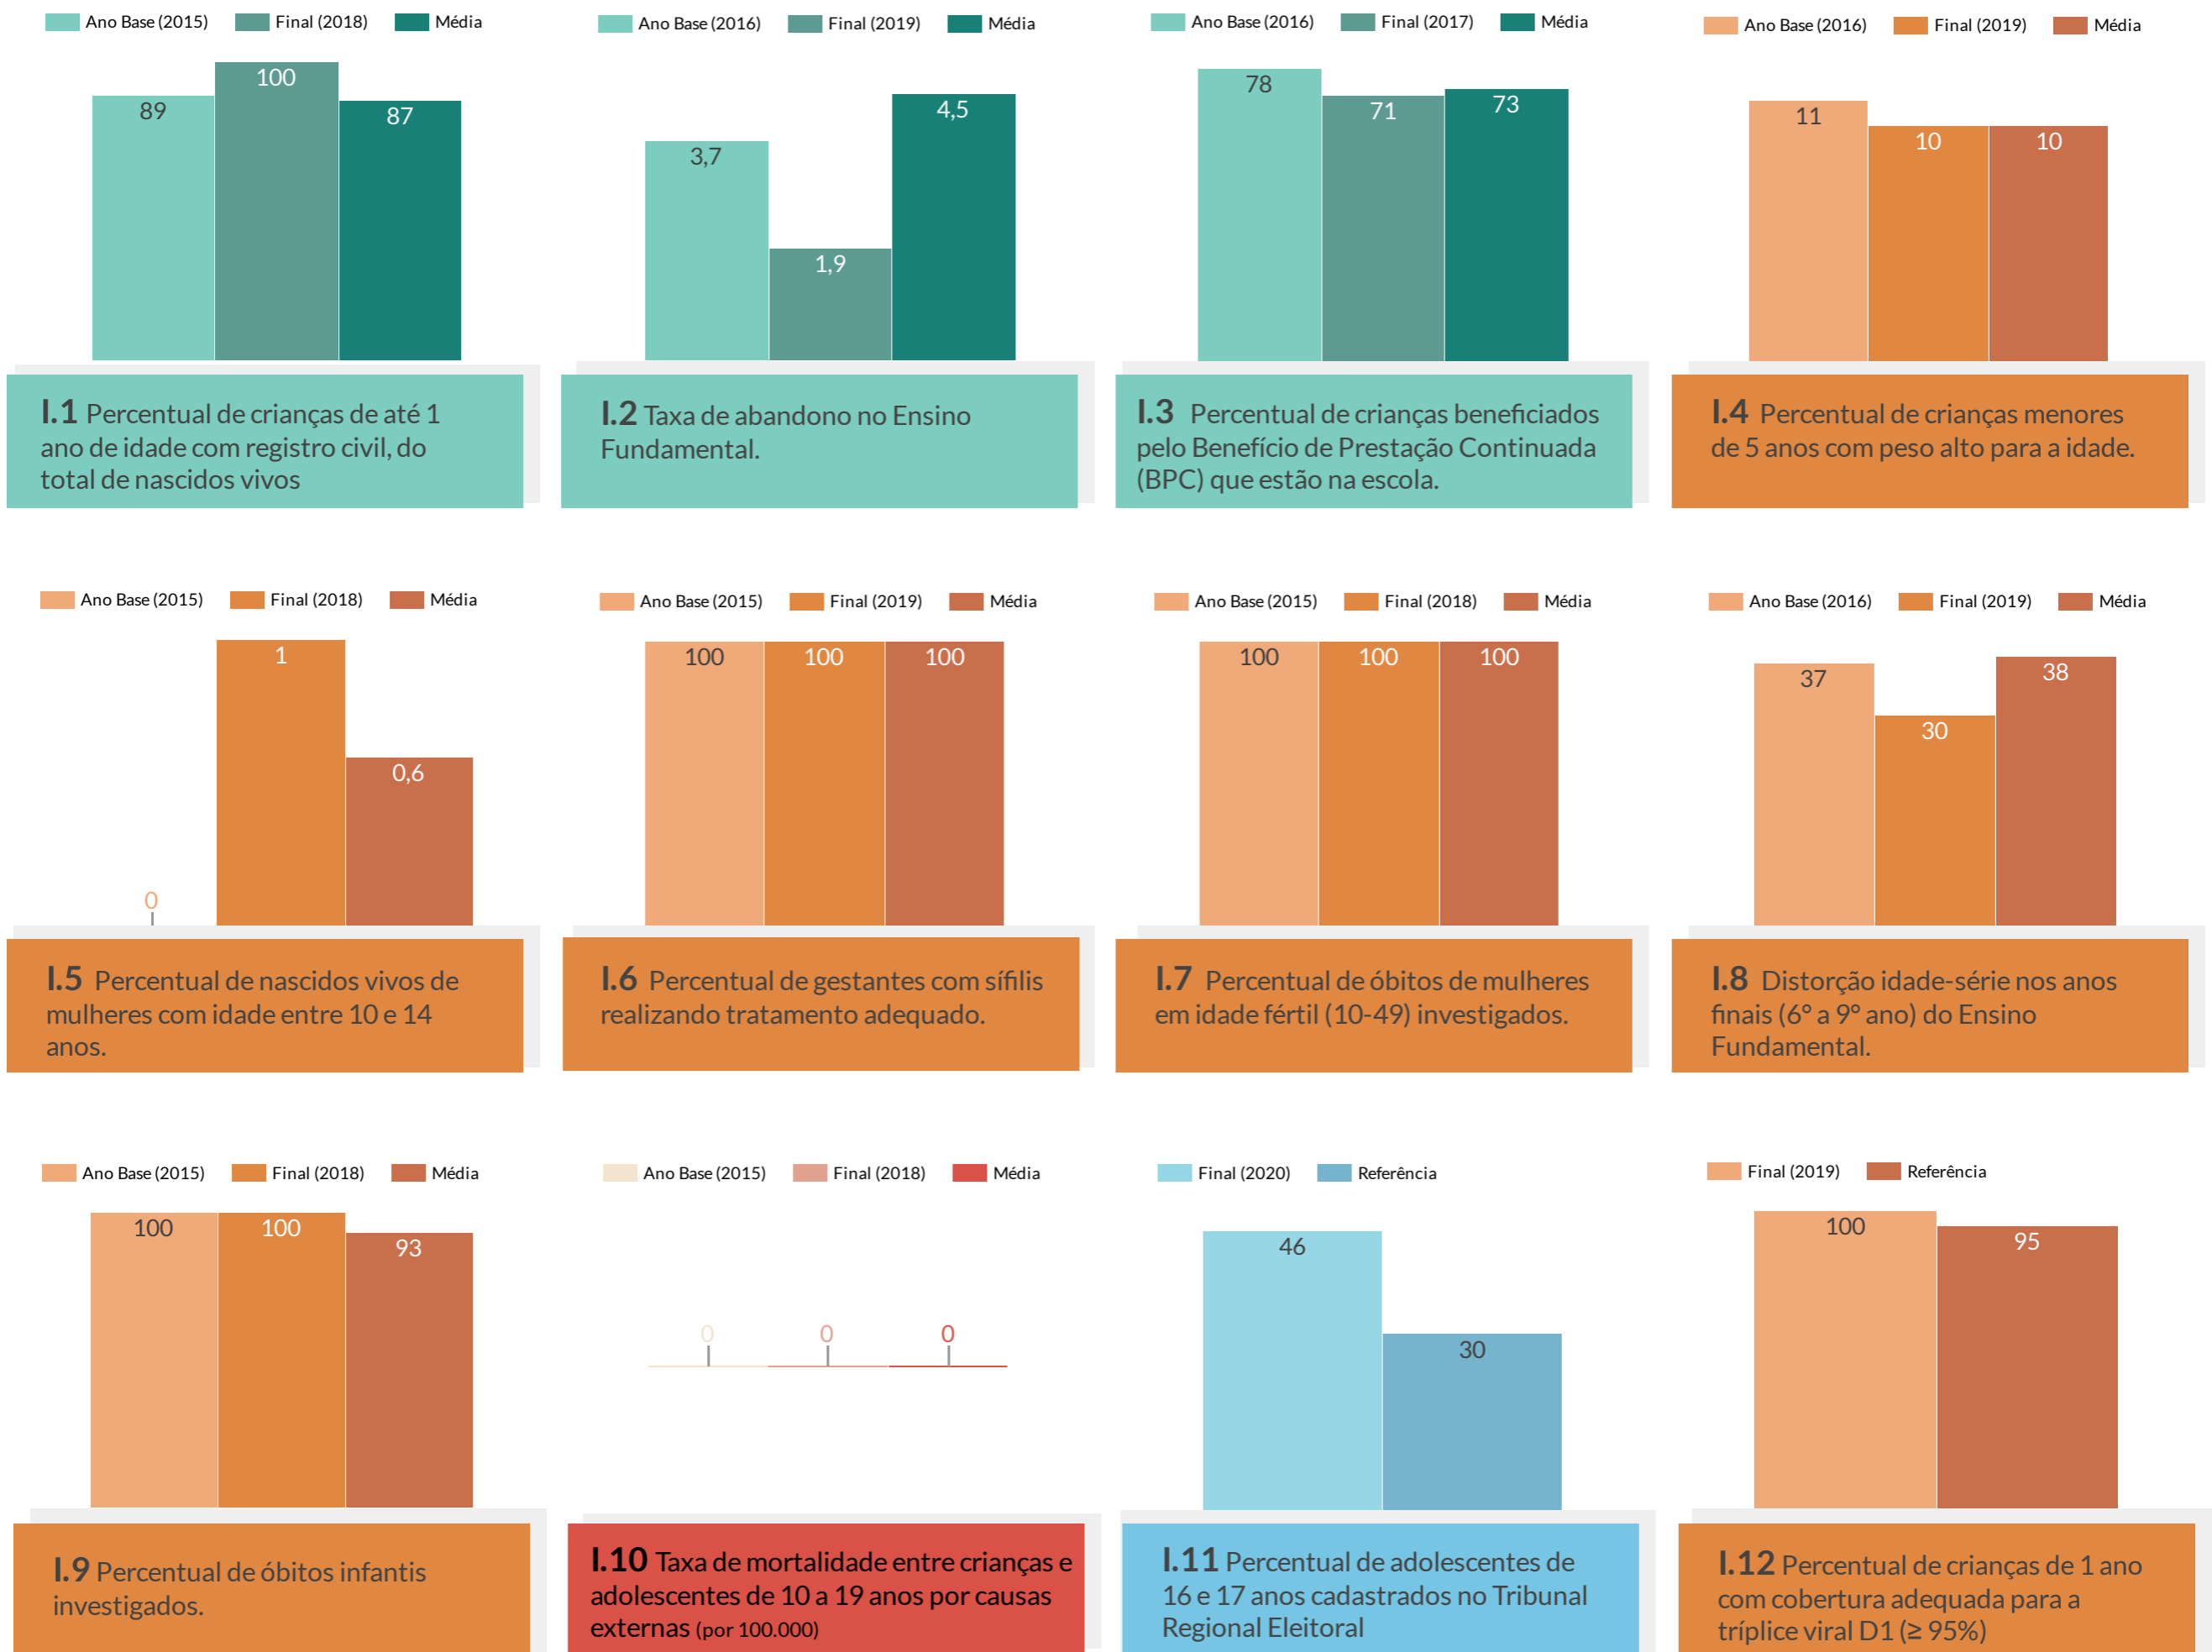 Ano Base (2015) Final (2018) Média
89
100
87
I.1 Percentual de crianças de até 1
ano de idade com registro civil, do
total de nascidos vivos
Ano Base (2016) Final (2019) Média
3,7
1,9
4,5
I.2 Taxa de abandono no Ensino
Fundamental.
Ano Base (2016) Final (2017) Média
78
71
73
I.3 Percentual de crianças beneficiados
pelo Benefício de Prestação Continuada
(BPC) que estão na escola.
Ano Base (2016) Final (2019) Média
11
10
10
I.4 Percentual de crianças menores
de 5 anos com peso alto para a idade.
Ano Base (2015) Final (2018) Média
0
1
0,6
I.5 Percentual de nascidos vivos de
mulheres com idade entre 10 e 14
anos.
Ano Base (2015) Final (2019) Média
100
100
100
I.6 Percentual de gestantes com sífilis
realizando tratamento adequado.
Ano Base (2015) Final (2018) Média
100
100
100
I.7 Percentual de óbitos de mulheres
em idade fértil (10-49) investigados.
Ano Base (2016) Final (2019) Média
37
30
38
I.8 Distorção idade-série nos anos
finais (6º a 9º ano) do Ensino
Fundamental.
Ano Base (2015) Final (2018) Média
100
100
93
I.9 Percentual de óbitos infantis
investigados.
Ano Base (2015) Final (2018) Média
0
0
0
I.10 Taxa de mortalidade entre crianças e
adolescentes de 10 a 19 anos por causas
externas (por 100.000)
Final (2020) Referência
46
30
I.11 Percentual de adolescentes de
16 e 17 anos cadastrados no Tribunal
Regional Eleitoral
Final (2019) Referência
100
95
I.12 Percentual de crianças de 1 ano
com cobertura adequada para a
tríplice viral D1 (≥ 95%)